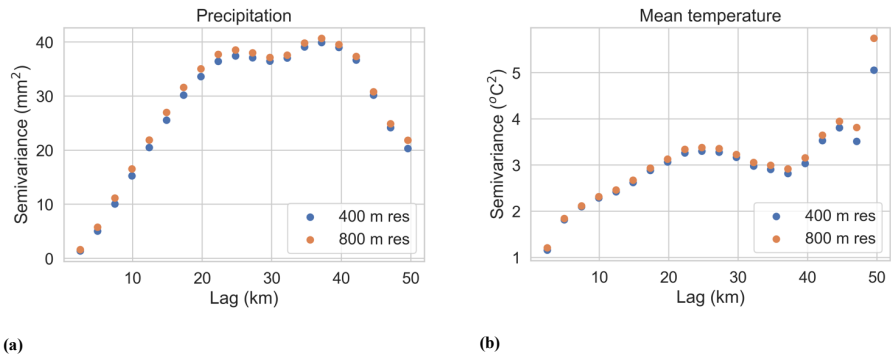 Precipitation
Semivariance (mm²)
40
30
20
10
0
400 m res
800 m res
10 20 30 40 50
Lag (km)
(a)
Mean temperature
Semivariance (°C²)
5
4
3
2
1
400 m res
800 m res
10 20 30 40 50
Lag (km)
(b)